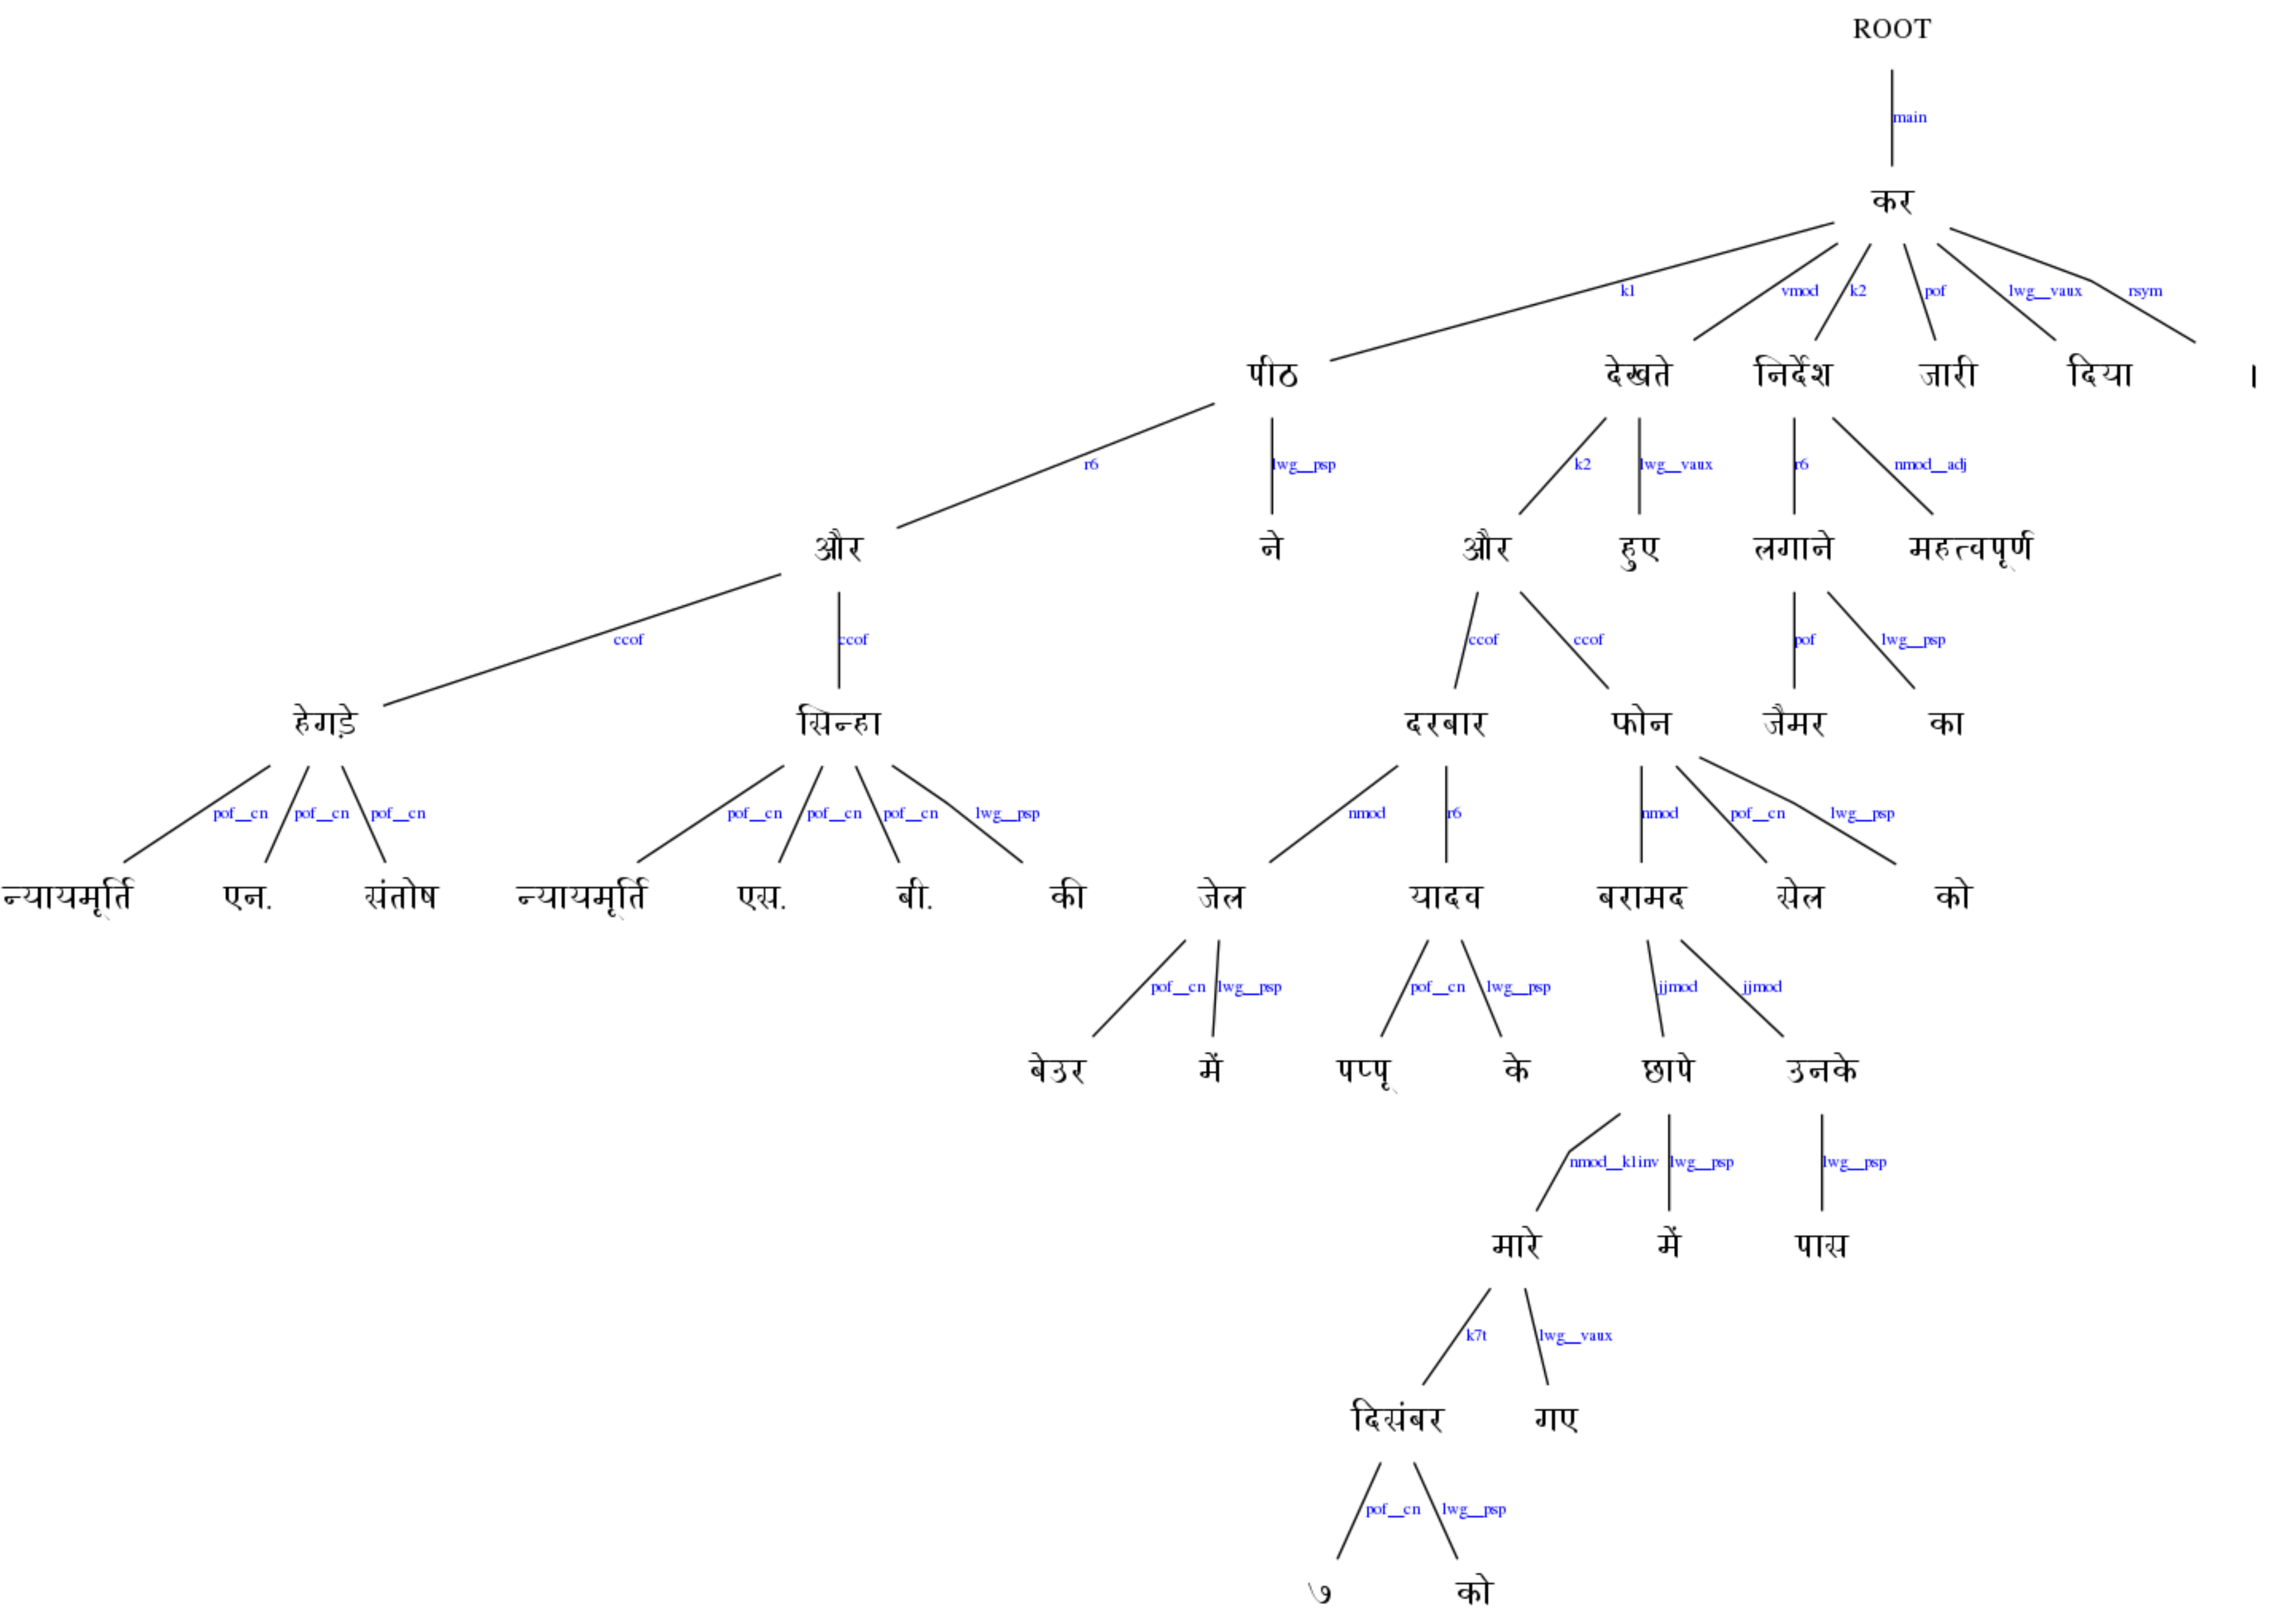 ROOT
main
कर
k1 vmod k2 pof lwg__vaux rsym
पीठ देखते निर्देश जारी दिया ।
r6 lwg__psp k2 lwg__vaux r6 nmod__adj
और ने और हुए लगाने महत्वपूर्ण
ccof ccof ccof ccof pof lwg__psp
हेगड़े सिन्हा दरबार फोन जैमर का
pof__cn pof__cn pof__cn pof__cn pof__cn pof__cn lwg__psp nmod r6 nmod pof__cn lwg__psp
न्यायमूर्ति एन. संतोष न्यायमूर्ति एस. बी. की जेल यादव बरामद सेल को
pof__cn lwg__psp pof__cn lwg__psp jjmod jjmod
बेउर में पप्पू के छापे उनके
nmod__k1inv lwg__psp lwg__psp
मारे में पास
k7t lwg__vaux
दिसंबर गए
pof__cn lwg__psp
७ को